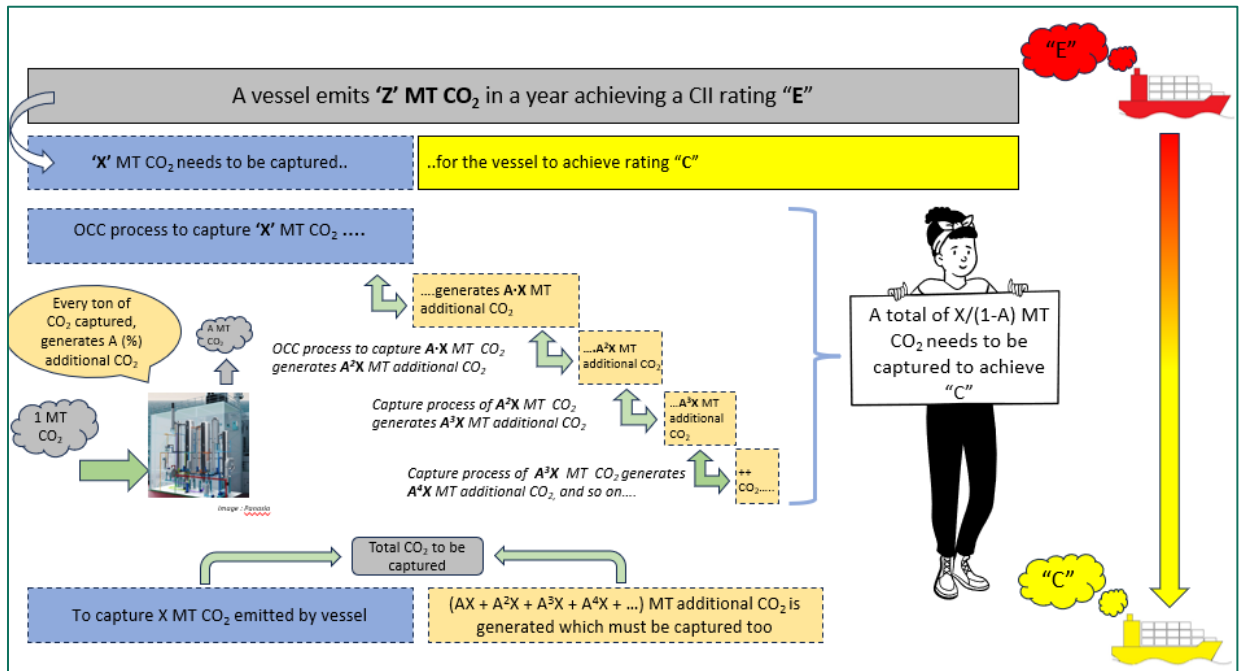 “E”
A vessel emits ‘Z’ MT CO₂ in a year achieving a CII rating “E”
‘X’ MT CO₂ needs to be captured..
..for the vessel to achieve rating “C”
OCC process to capture ‘X’ MT CO₂ ....
....generates A·X MT
additional CO₂
Every ton of
CO₂ captured,
generates A (%)
additional CO₂
A MT
CO₂
OCC process to capture A·X MT CO₂
generates A²X MT additional CO₂
....A²X MT
additional CO₂
1 MT
CO₂
Capture process of A²X MT CO₂
generates A³X MT additional CO₂
...A³X MT
additional
CO₂
Capture process of A³X MT CO₂ generates
A⁴X MT additional CO₂, and so on....
++
CO₂.....
Image : Panasia
A total of X/(1-A) MT
CO₂ needs to be
captured to achieve
“C”
Total CO₂ to be
captured
To capture X MT CO₂ emitted by vessel
(AX + A²X + A³X + A⁴X + ...) MT additional CO₂ is
generated which must be captured too
“C”